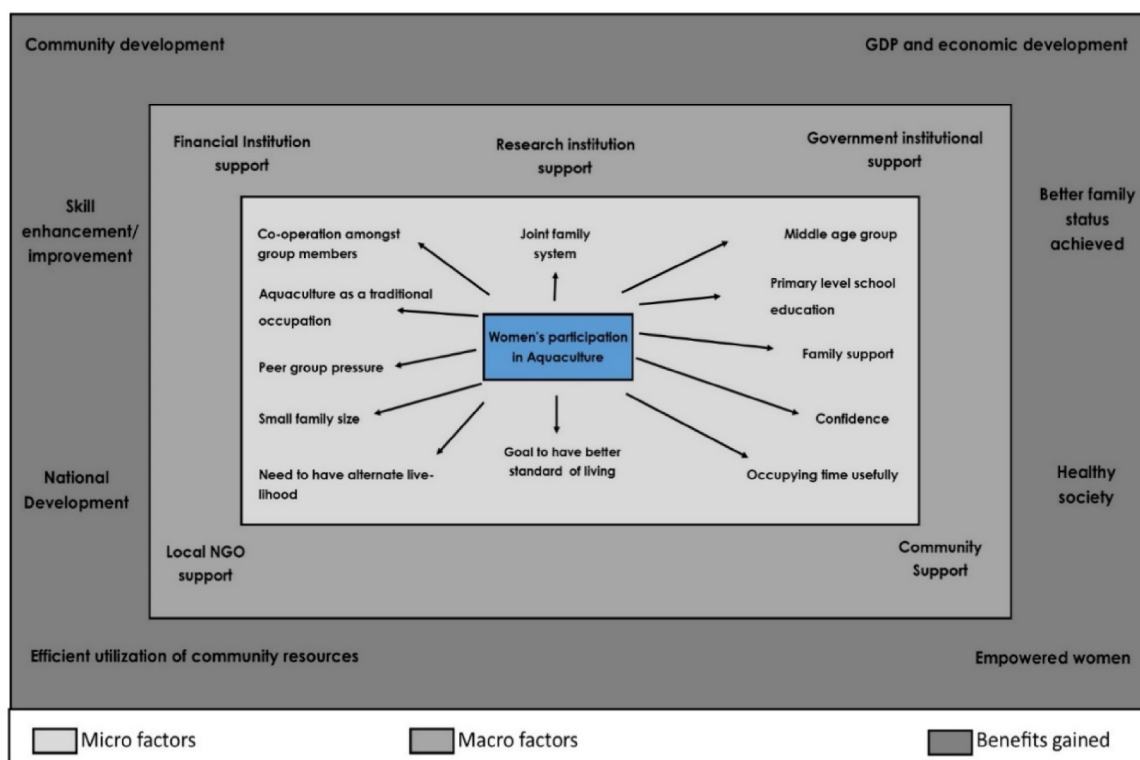 Community development
GDP and economic development
Financial Institution
support
Research institution
support
Government institutional
support
Skill
enhancement/
improvement
Better family
status
achieved
Co-operation amongst
group members
Joint family
system
Middle age group
Aquaculture as a traditional
occupation
Primary level school
education
Women's participation
in Aquaculture
Peer group pressure
Family support
Small family size
Confidence
Need to have alternate live-
lihood
Goal to have better
standard of living
Occupying time usefully
National
Development
Healthy
society
Local NGO
support
Community
Support
Efficient utilization of community resources
Empowered women
Micro factors
Macro factors
Benefits gained